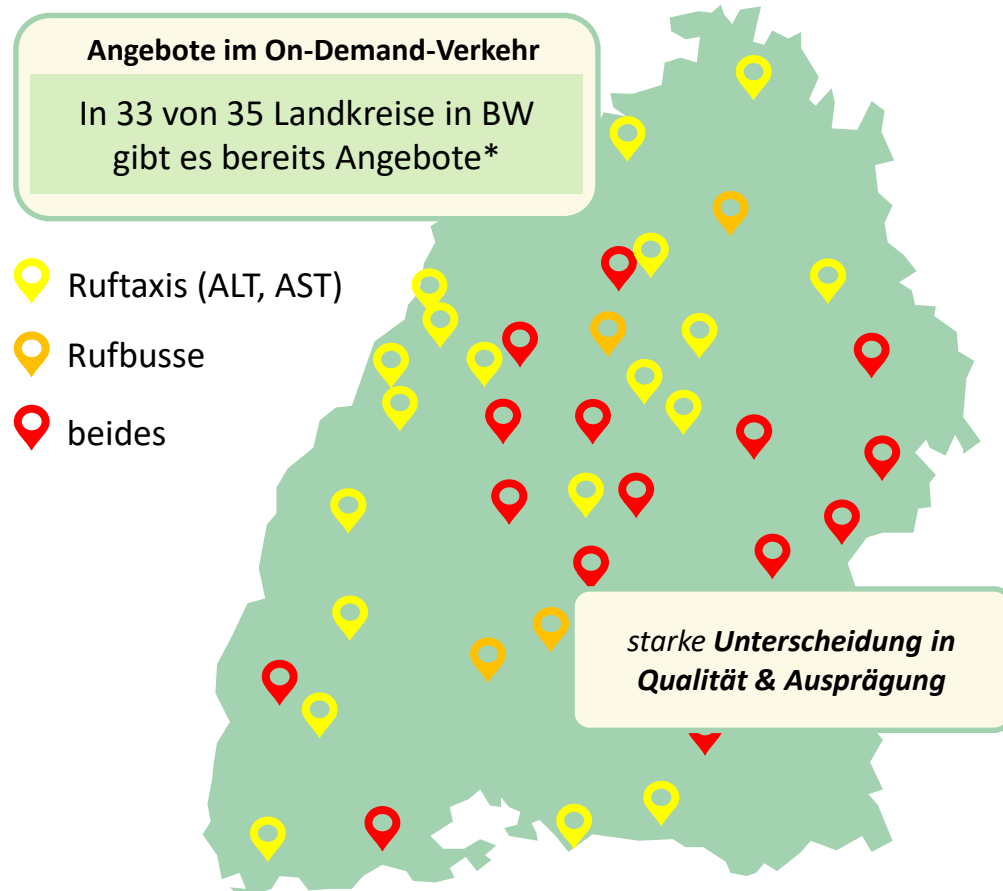 Angebote im On-Demand-Verkehr
In 33 von 35 Landkreise in BW
gibt es bereits Angebote*
Ruftaxis (ALT, AST)
Rufbusse
beides
starke Unterscheidung in
Qualität & Ausprägung